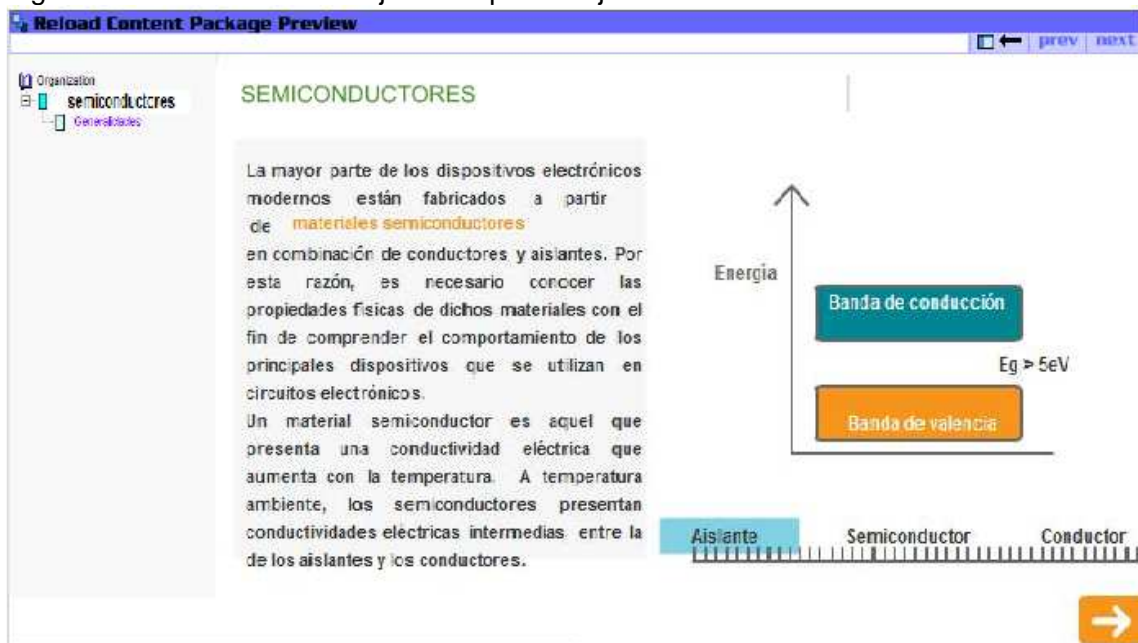 Reload Content Package Preview
prev next
Organization
semiconductores
Generalidades
SEMICONDUCTORES
La mayor parte de los dispositivos electrónicos
modernos están fabricados a partir
de materiales semiconductores
en combinación de conductores y aislantes. Por
esta razón, es necesario conocer las
propiedades físicas de dichos materiales con el
fin de comprender el comportamiento de los
principales dispositivos que se utilizan en
circuitos electrónicos.
Un material semiconductor es aquel que
presenta una conductividad eléctrica que
aumenta con la temperatura. A temperatura
ambiente, los semiconductores presentan
conductividades eléctricas intermedias entre la
de los aislantes y los conductores.
Energia
Banda de conducción
Eg > 5eV
Banda de valencia
Aislante Semiconductor Conductor